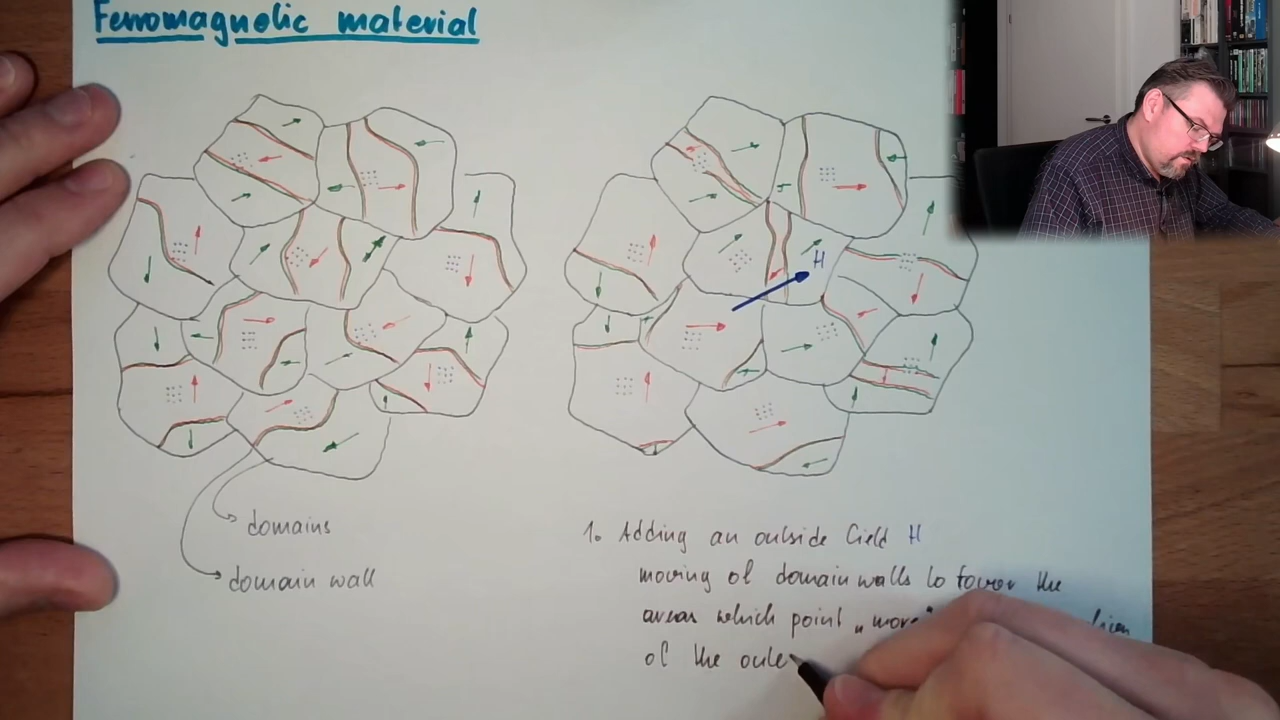 Ferromagnetic material
H
domains
domain wall
1. Adding an outside field H
moving of domain walls to favor the
areas which point „more"
of the oute